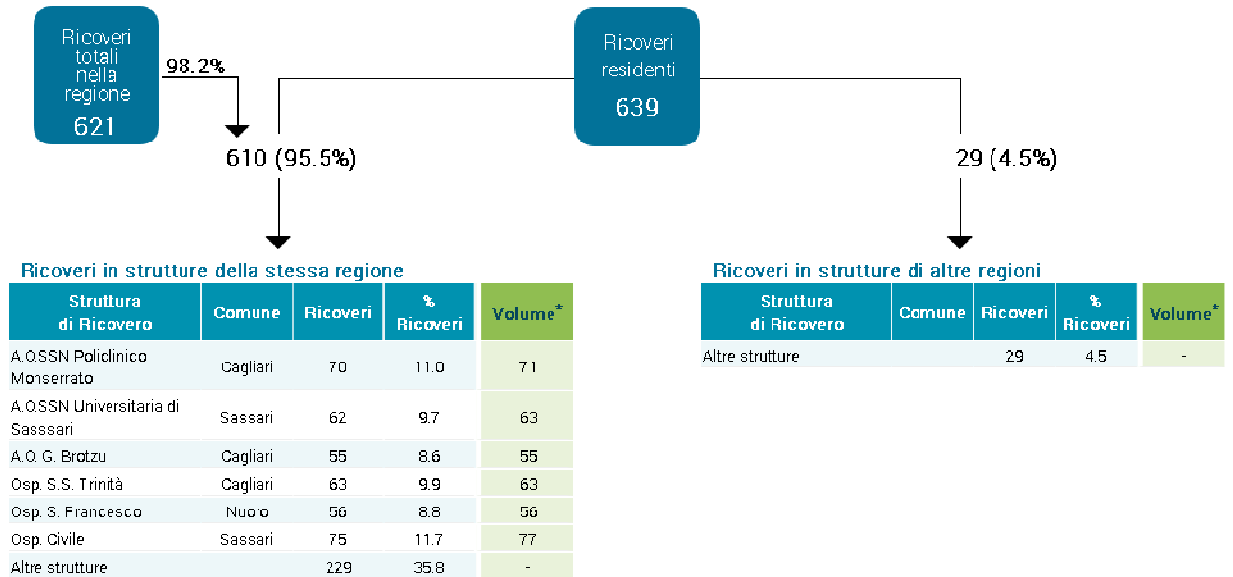 Ricoveri
totali
nella
regione
621
98.2%
Ricoveri
residenti
639
610 (95.5%)
29 (4.5%)
Ricoveri in strutture della stessa regione
Struttura di Ricovero Comune Ricoveri % Ricoveri Volume*
A.O.SSN Policlinico Monserrato Cagliari 70 11.0 71
A.O.SSN Universitaria di Sasssari Sassari 62 9.7 63
A.O. G. Brotzu Cagliari 55 8.6 55
Osp. S.S. Trinità Cagliari 63 9.9 63
Osp. S. Francesco Nuoro 56 8.8 56
Osp. Civile Sassari 75 11.7 77
Altre strutture 229 35.8 -
Ricoveri in strutture di altre regioni
Struttura di Ricovero Comune Ricoveri % Ricoveri Volume*
Altre strutture 29 4.5 -